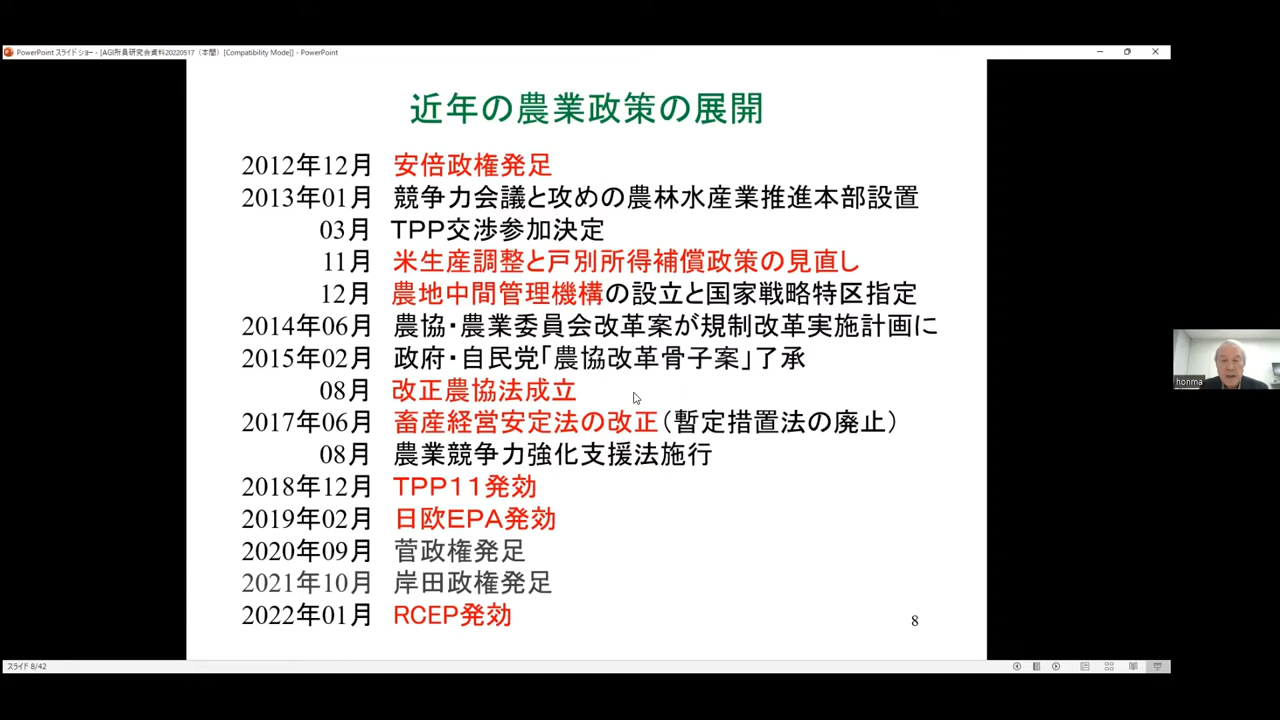 PowerPoint スライド ショー - [AGI所員研究会資料20220517（本間）[Compatibility Mode]] - PowerPoint
近年の農業政策の展開
2012年12月 安倍政権発足
2013年01月 競争力会議と攻めの農林水産業推進本部設置
03月 TPP交渉参加決定
11月 米生産調整と戸別所得補償政策の見直し
12月 農地中間管理機構の設立と国家戦略特区指定
2014年06月 農協・農業委員会改革案が規制改革実施計画に
2015年02月 政府・自民党「農協改革骨子案」了承
08月 改正農協法成立
2017年06月 畜産経営安定法の改正（暫定措置法の廃止）
08月 農業競争力強化支援法施行
2018年12月 TPP１１発効
2019年02月 日欧EPA発効
2020年09月 菅政権発足
2021年10月 岸田政権発足
2022年01月 RCEP発効
8
honma
スライド 8/42